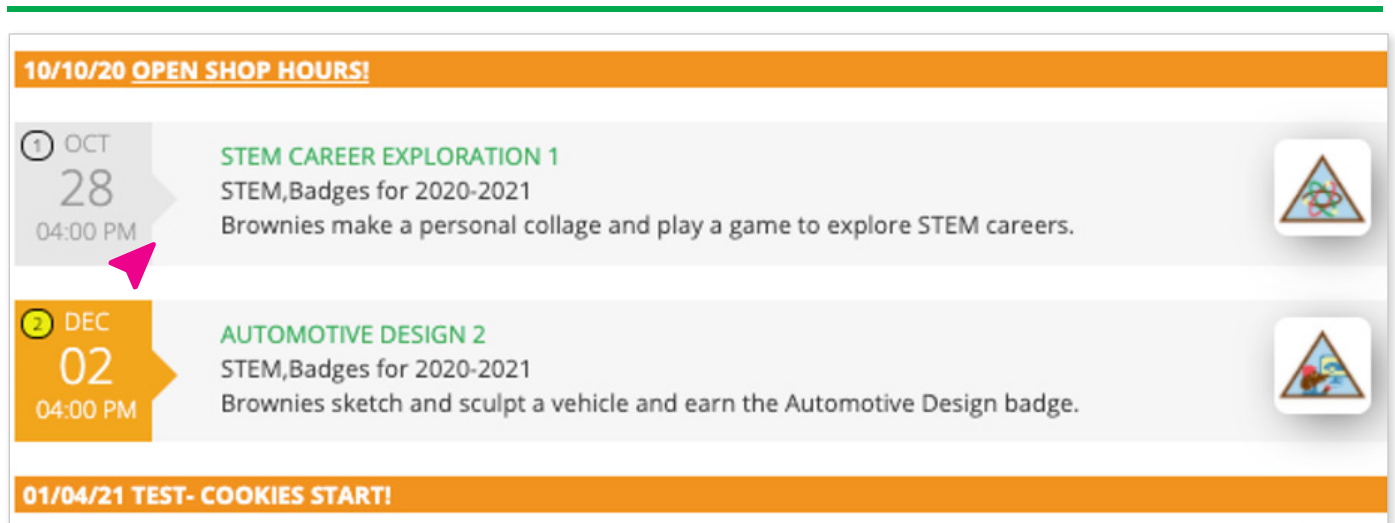 10/10/20 OPEN SHOP HOURS!
1 OCT
28
04:00 PM
STEM CAREER EXPLORATION 1
STEM,Badges for 2020-2021
Brownies make a personal collage and play a game to explore STEM careers.
2 DEC
02
04:00 PM
AUTOMOTIVE DESIGN 2
STEM,Badges for 2020-2021
Brownies sketch and sculpt a vehicle and earn the Automotive Design badge.
01/04/21 TEST- COOKIES START!